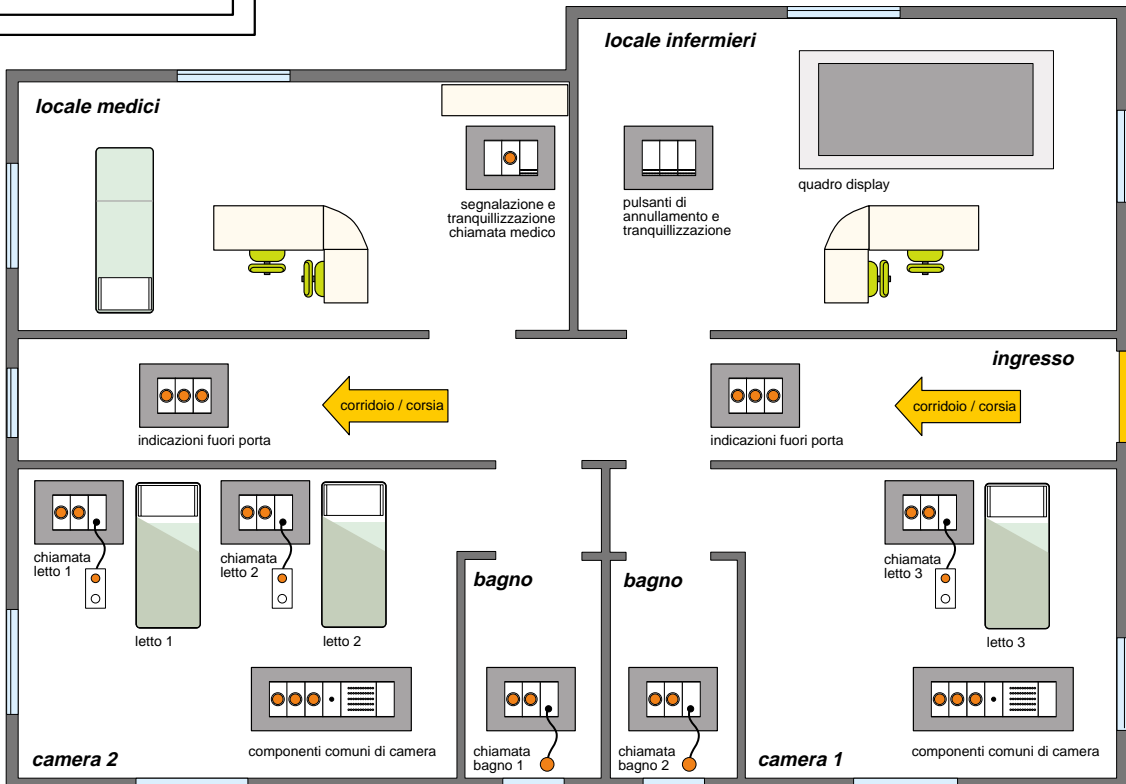 locale infermieri
locale medici
quadro display
segnalazione e
tranquillizzazione
chiamata medico
pulsanti di
annullamento e
tranquillizzazione
ingresso
corridoio / corsia
corridoio / corsia
indicazioni fuori porta
indicazioni fuori porta
chiamata
letto 1
chiamata
letto 2
chiamata
letto 3
bagno
bagno
letto 1
letto 2
letto 3
camera 2
componenti comuni di camera
chiamata
bagno 1
chiamata
bagno 2
camera 1
componenti comuni di camera